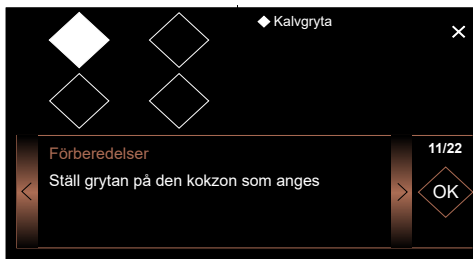 Kalvgryta
Förberedelser
11/22
Ställ grytan på den kokzon som anges
OK